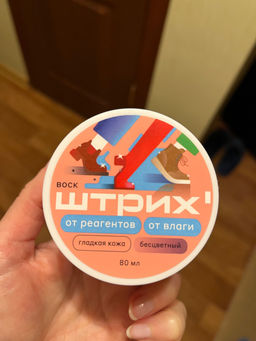 воск
штрих'
от реагентов от влаги
гладкая кожа бесцветный
80 мл